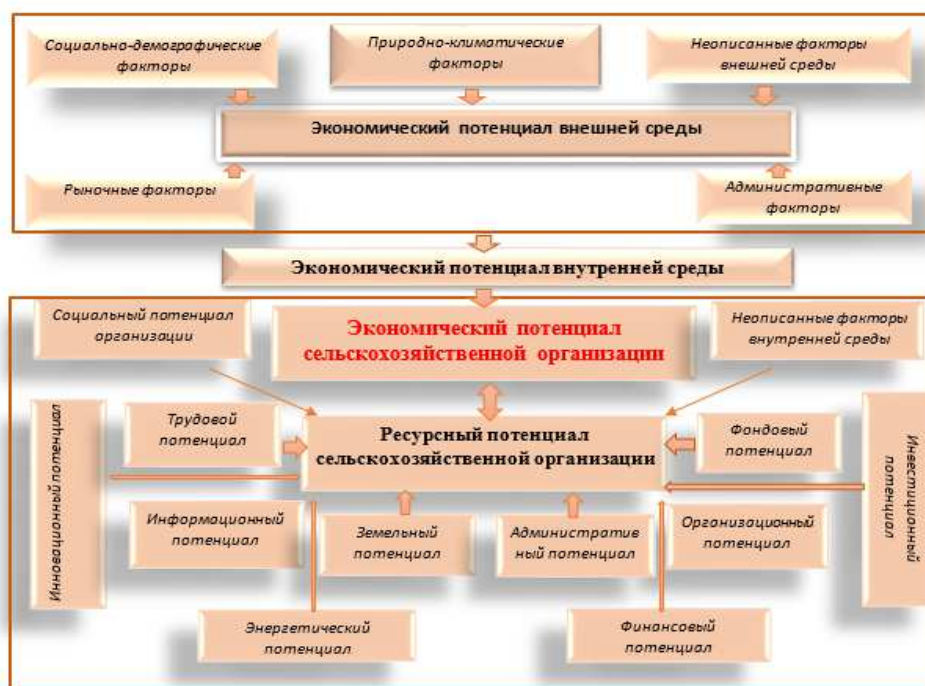 Социально-демографические
факторы
Природно-климатические
факторы
Неописанные факторы
внешней среды
Экономический потенциал внешней среды
Рыночные факторы
Административные
факторы
Экономический потенциал внутренней среды
Социальный потенциал
организации
Экономический потенциал
сельскохозяйственной организации
Неописанные факторы
внутренней среды
Инновационный потенциал
Трудовой
потенциал
Ресурсный потенциал
сельскохозяйственной организации
Фондовый
потенциал
Инвестиционный
потенциал
Информационный
потенциал
Земельный
потенциал
Административ
ный потенциал
Организационный
потенциал
Энергетический
потенциал
Финансовый
потенциал